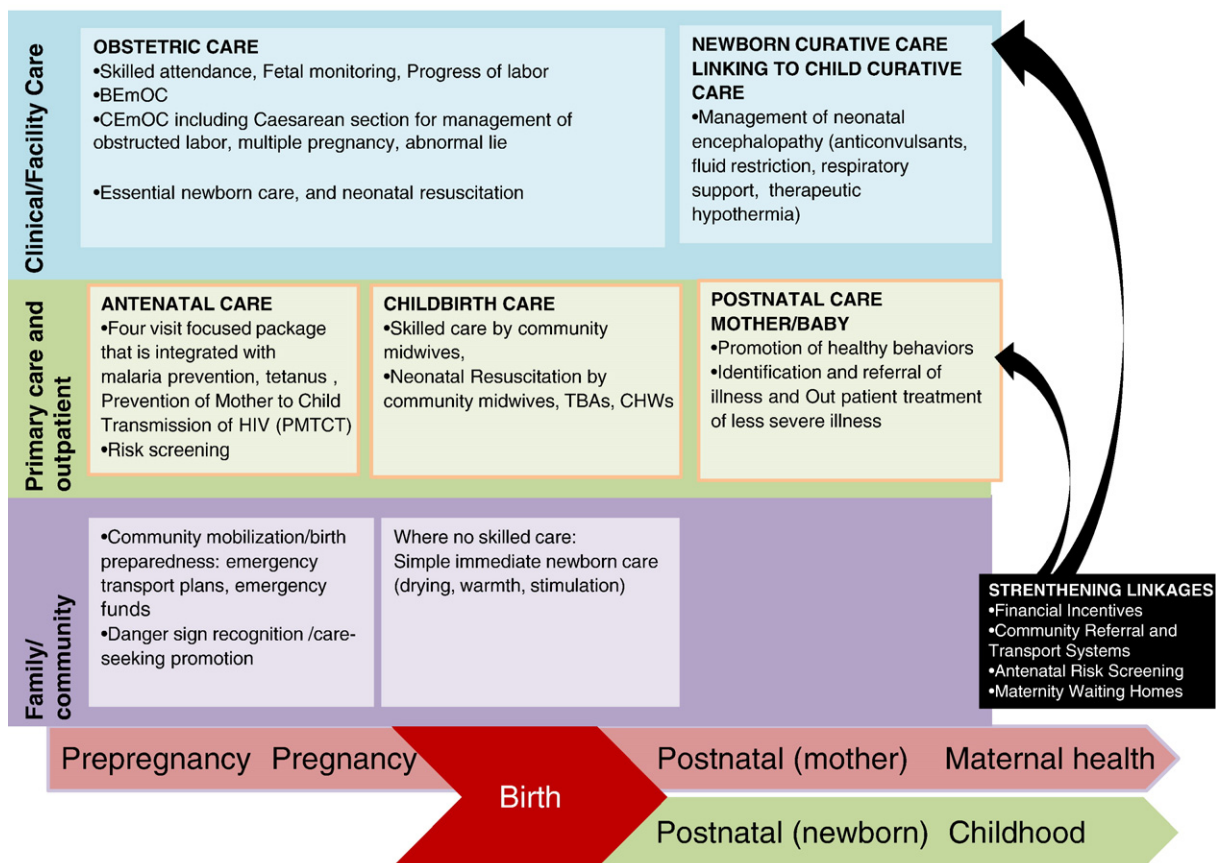 Clinical/Facility Care
OBSTETRIC CARE
•Skilled attendance, Fetal monitoring, Progress of labor
•BEmOC
•CEmOC including Caesarean section for management of
obstructed labor, multiple pregnancy, abnormal lie
•Essential newborn care, and neonatal resuscitation
NEWBORN CURATIVE CARE
LINKING TO CHILD CURATIVE
CARE
•Management of neonatal
encephalopathy (anticonvulsants,
fluid restriction, respiratory
support, therapeutic
hypothermia)
Primary care and
outpatient
ANTENATAL CARE
•Four visit focused package
that is integrated with
malaria prevention, tetanus ,
Prevention of Mother to Child
Transmission of HIV (PMTCT)
•Risk screening
CHILDBIRTH CARE
•Skilled care by community
midwives,
•Neonatal Resuscitation by
community midwives, TBAs, CHWs
POSTNATAL CARE
MOTHER/BABY
•Promotion of healthy behaviors
•Identification and referral of
illness and Out patient treatment
of less severe illness
Family/
community
•Community mobilization/birth
preparedness: emergency
transport plans, emergency
funds
•Danger sign recognition /care-
seeking promotion
Where no skilled care:
Simple immediate newborn care
(drying, warmth, stimulation)
STRENTHENING LINKAGES
•Financial Incentives
•Community Referral and
Transport Systems
•Antenatal Risk Screening
•Maternity Waiting Homes
Prepregnancy Pregnancy
Birth
Postnatal (mother) Maternal health
Postnatal (newborn) Childhood